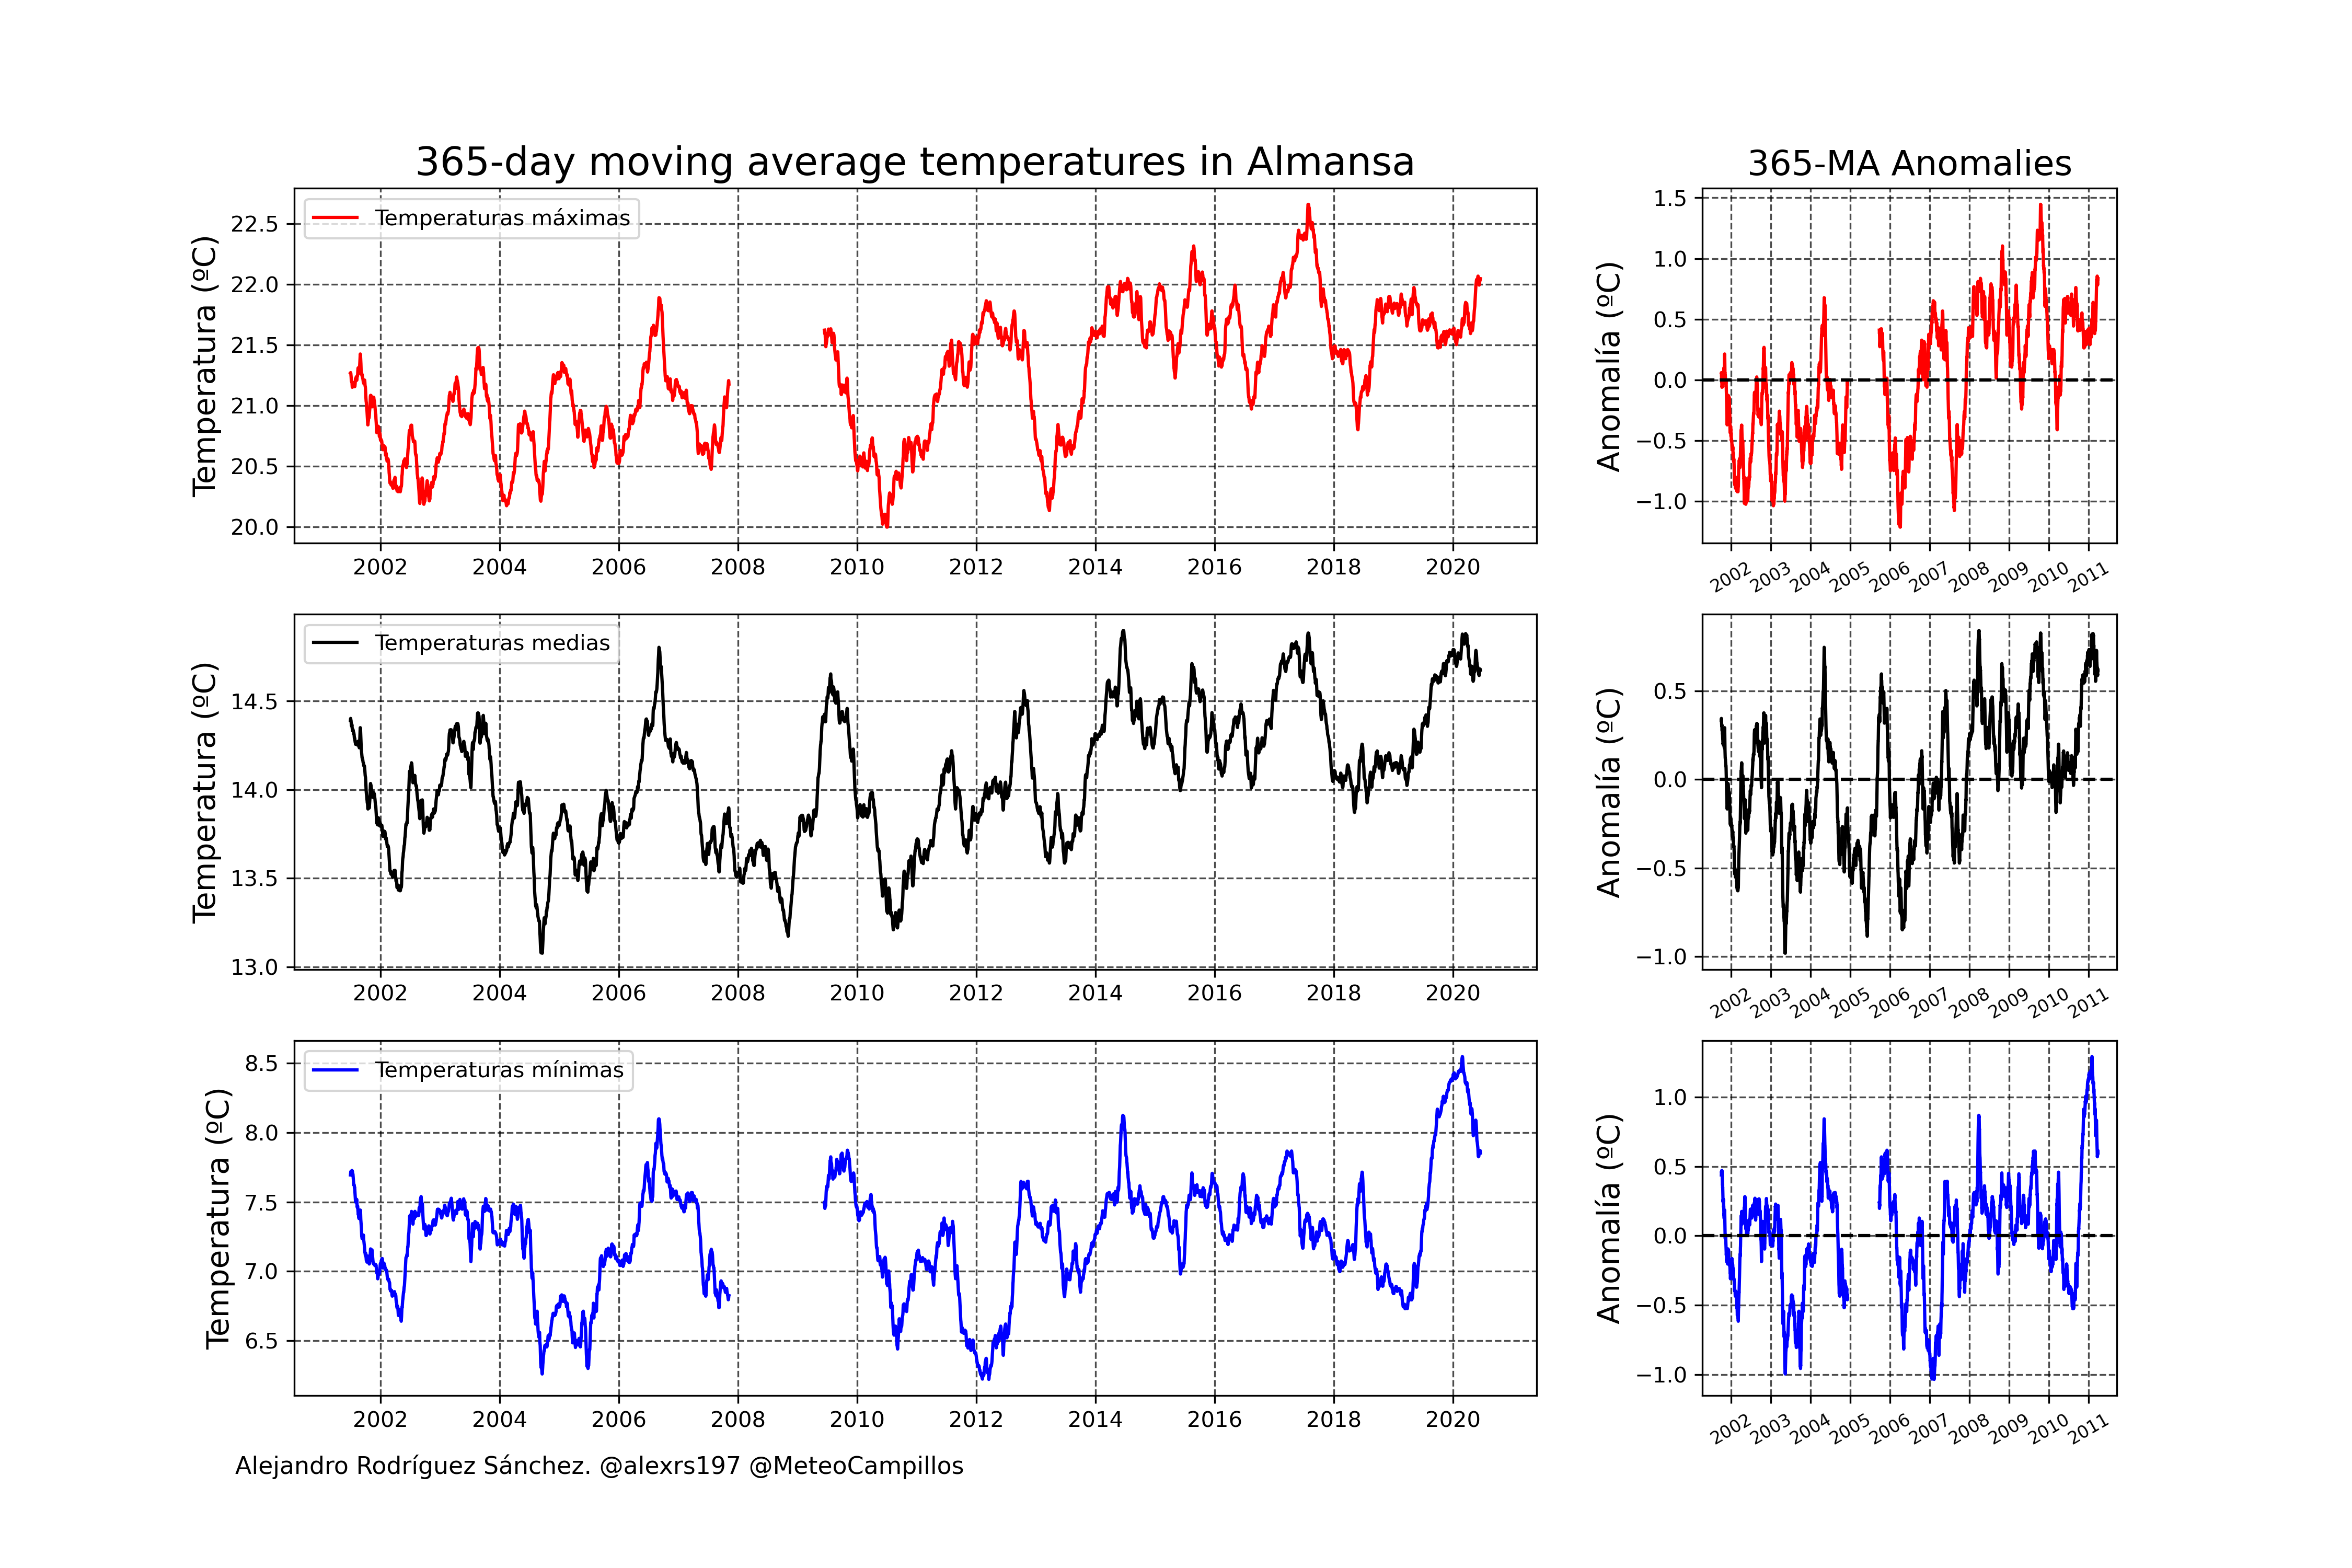 365-day moving average temperatures in Almansa
365-MA Anomalies
Temperaturas máximas
Temperatura (ºC)
22.5
22.0
21.5
21.0
20.5
20.0
2002 2004 2006 2008 2010 2012 2014 2016 2018 2020
Anomalía (ºC)
1.5
1.0
0.5
0.0
−0.5
−1.0
2002 2003 2004 2005 2006 2007 2008 2009 2010 2011
Temperaturas medias
Temperatura (ºC)
14.5
14.0
13.5
13.0
2002 2004 2006 2008 2010 2012 2014 2016 2018 2020
Anomalía (ºC)
0.5
0.0
−0.5
−1.0
2002 2003 2004 2005 2006 2007 2008 2009 2010 2011
Temperaturas mínimas
Temperatura (ºC)
8.5
8.0
7.5
7.0
6.5
2002 2004 2006 2008 2010 2012 2014 2016 2018 2020
Anomalía (ºC)
1.0
0.5
0.0
−0.5
−1.0
2002 2003 2004 2005 2006 2007 2008 2009 2010 2011
Alejandro Rodríguez Sánchez. @alexrs197 @MeteoCampillos